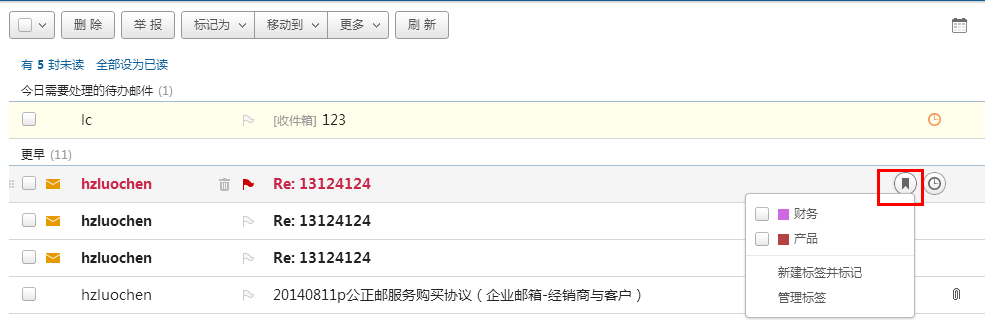 删 除 举 报 标记为 移动到 更多 刷 新
有 5 封未读 全部设为已读
今日需要处理的待办邮件 (1)
lc [收件箱] 123
更早 (11)
hzluochen Re: 13124124
hzluochen Re: 13124124
hzluochen Re: 13124124
hzluochen 20140811p公正邮服务购买协议（企业邮箱-经销商与客户）
财务
产品
新建标签并标记
管理标签